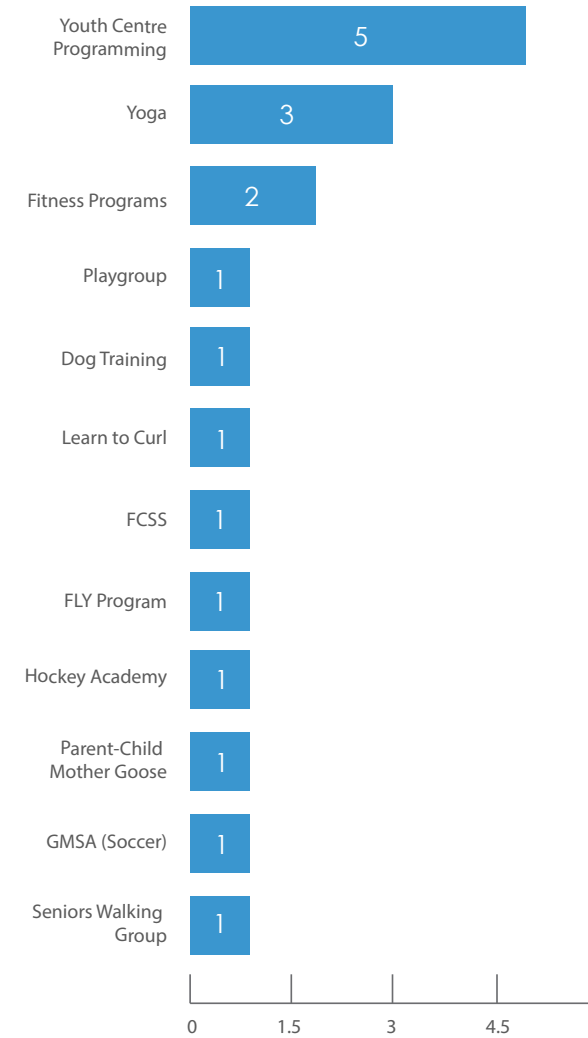 Youth Centre
Programming
5
Yoga
3
Fitness Programs
2
Playgroup
1
Dog Training
1
Learn to Curl
1
FCSS
1
FLY Program
1
Hockey Academy
1
Parent-Child
Mother Goose
1
GMSA (Soccer)
1
Seniors Walking
Group
1
0 1.5 3 4.5